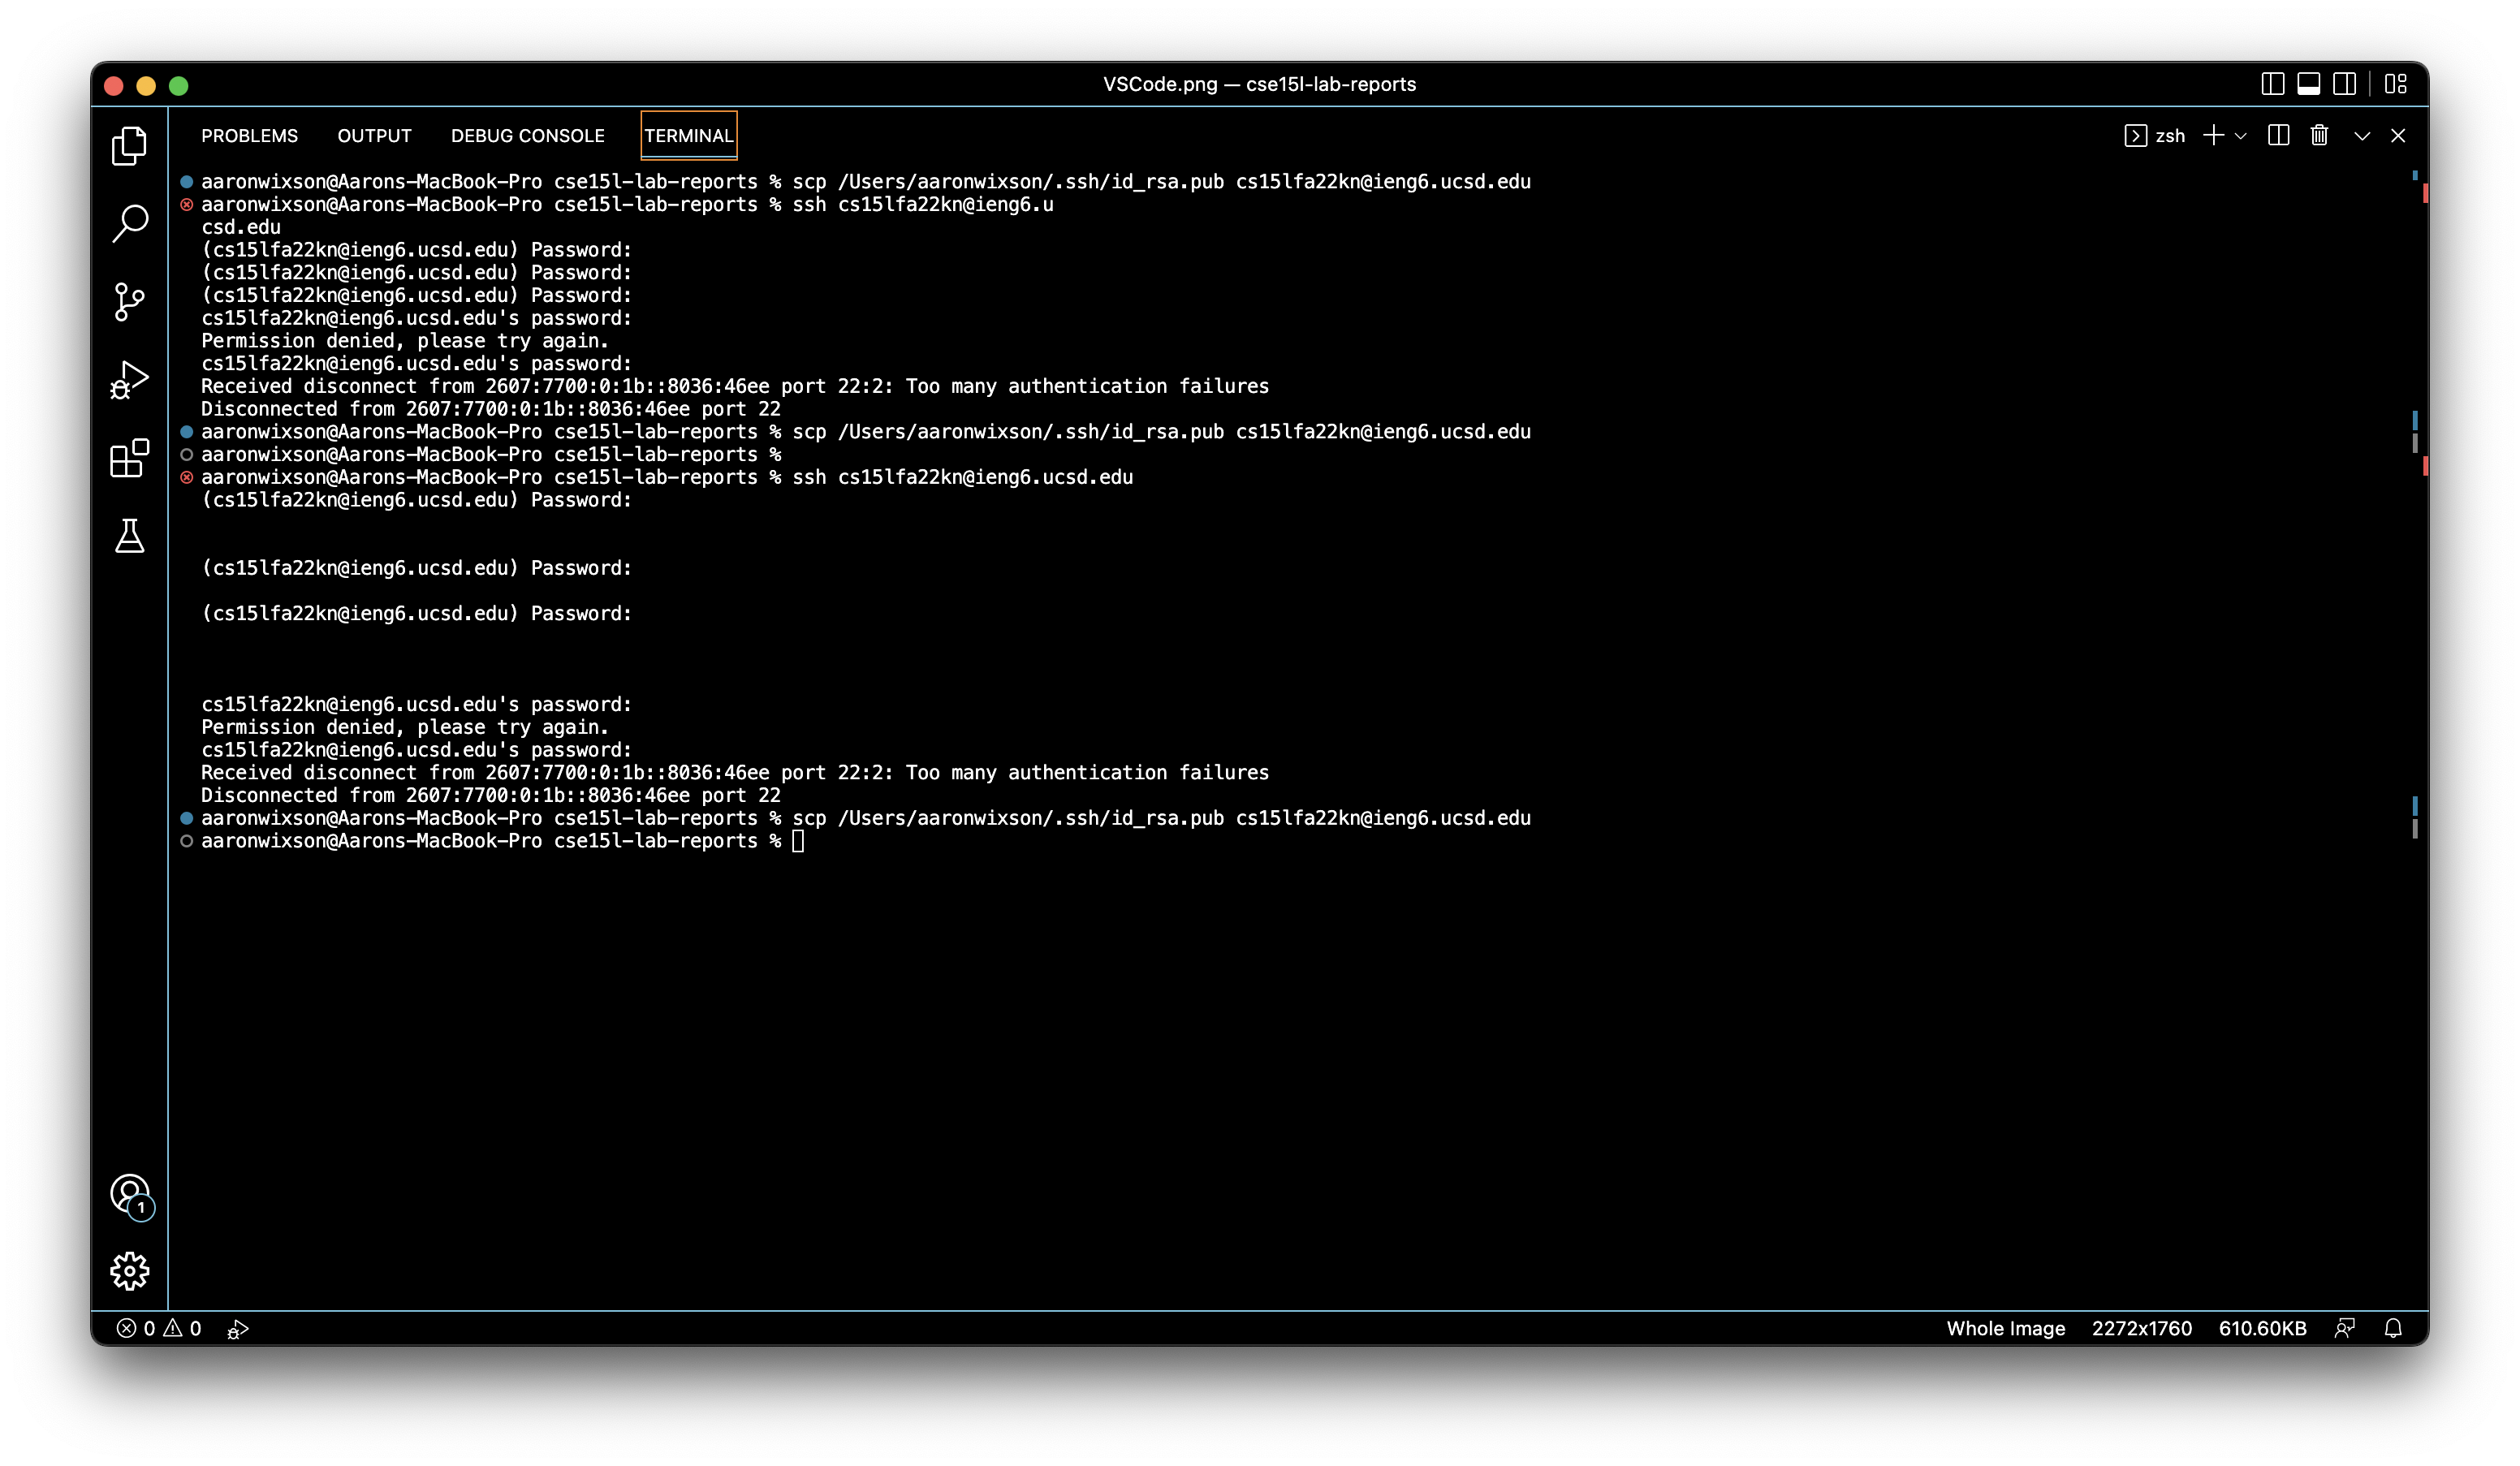 VSCode.png — cse15l-lab-reports
PROBLEMS OUTPUT DEBUG CONSOLE TERMINAL zsh
aaronwixson@Aarons-MacBook-Pro cse15l-lab-reports % scp /Users/aaronwixson/.ssh/id_rsa.pub cs15lfa22kn@ieng6.ucsd.edu
aaronwixson@Aarons-MacBook-Pro cse15l-lab-reports % ssh cs15lfa22kn@ieng6.u
csd.edu
(cs15lfa22kn@ieng6.ucsd.edu) Password:
(cs15lfa22kn@ieng6.ucsd.edu) Password:
(cs15lfa22kn@ieng6.ucsd.edu) Password:
cs15lfa22kn@ieng6.ucsd.edu's password:
Permission denied, please try again.
cs15lfa22kn@ieng6.ucsd.edu's password:
Received disconnect from 2607:7700:0:1b::8036:46ee port 22:2: Too many authentication failures
Disconnected from 2607:7700:0:1b::8036:46ee port 22
aaronwixson@Aarons-MacBook-Pro cse15l-lab-reports % scp /Users/aaronwixson/.ssh/id_rsa.pub cs15lfa22kn@ieng6.ucsd.edu
aaronwixson@Aarons-MacBook-Pro cse15l-lab-reports %
aaronwixson@Aarons-MacBook-Pro cse15l-lab-reports % ssh cs15lfa22kn@ieng6.ucsd.edu
(cs15lfa22kn@ieng6.ucsd.edu) Password:
(cs15lfa22kn@ieng6.ucsd.edu) Password:
(cs15lfa22kn@ieng6.ucsd.edu) Password:
cs15lfa22kn@ieng6.ucsd.edu's password:
Permission denied, please try again.
cs15lfa22kn@ieng6.ucsd.edu's password:
Received disconnect from 2607:7700:0:1b::8036:46ee port 22:2: Too many authentication failures
Disconnected from 2607:7700:0:1b::8036:46ee port 22
aaronwixson@Aarons-MacBook-Pro cse15l-lab-reports % scp /Users/aaronwixson/.ssh/id_rsa.pub cs15lfa22kn@ieng6.ucsd.edu
aaronwixson@Aarons-MacBook-Pro cse15l-lab-reports %
1
0 0 Whole Image 2272x1760 610.60KB